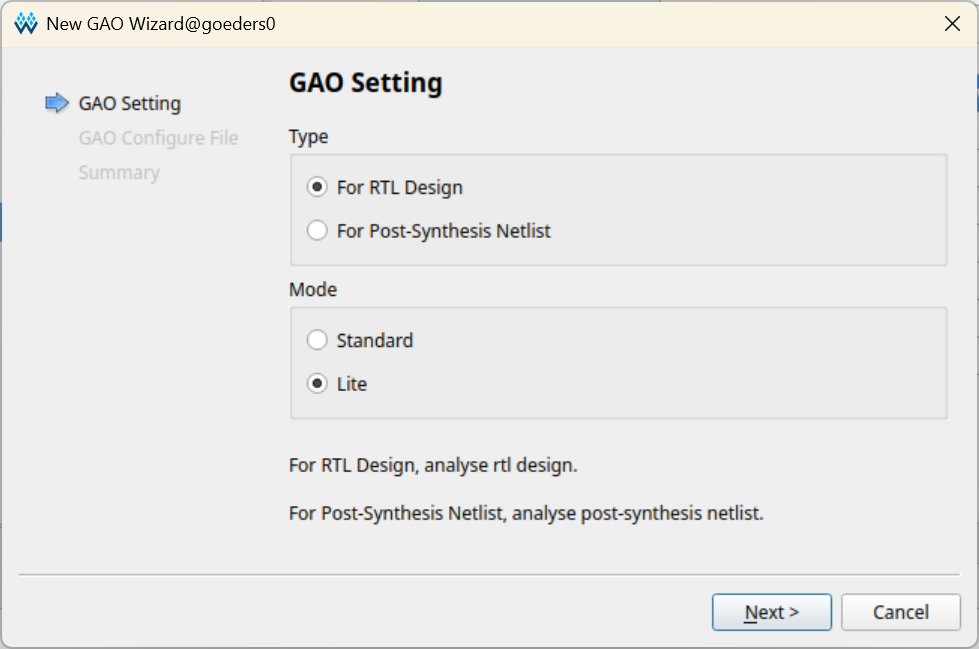 New GAO Wizard@goeders0
GAO Setting
GAO Configure File
Summary
GAO Setting
Type
For RTL Design
For Post-Synthesis Netlist
Mode
Standard
Lite
For RTL Design, analyse rtl design.
For Post-Synthesis Netlist, analyse post-synthesis netlist.
Next >
Cancel